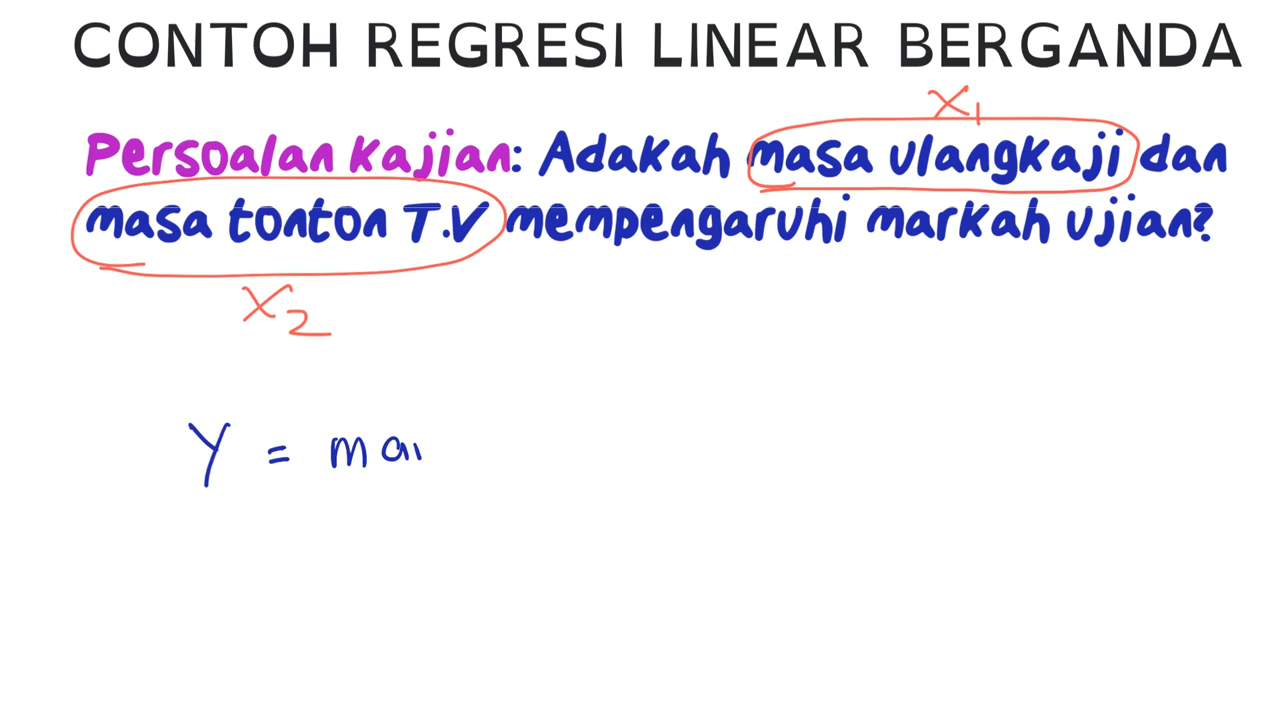 CONTOH REGRESI LINEAR BERGANDA
X1
Persoalan kajian: Adakah masa ulangkaji dan
masa tonton T.V mempengaruhi markah ujian?
X2
Y = ma